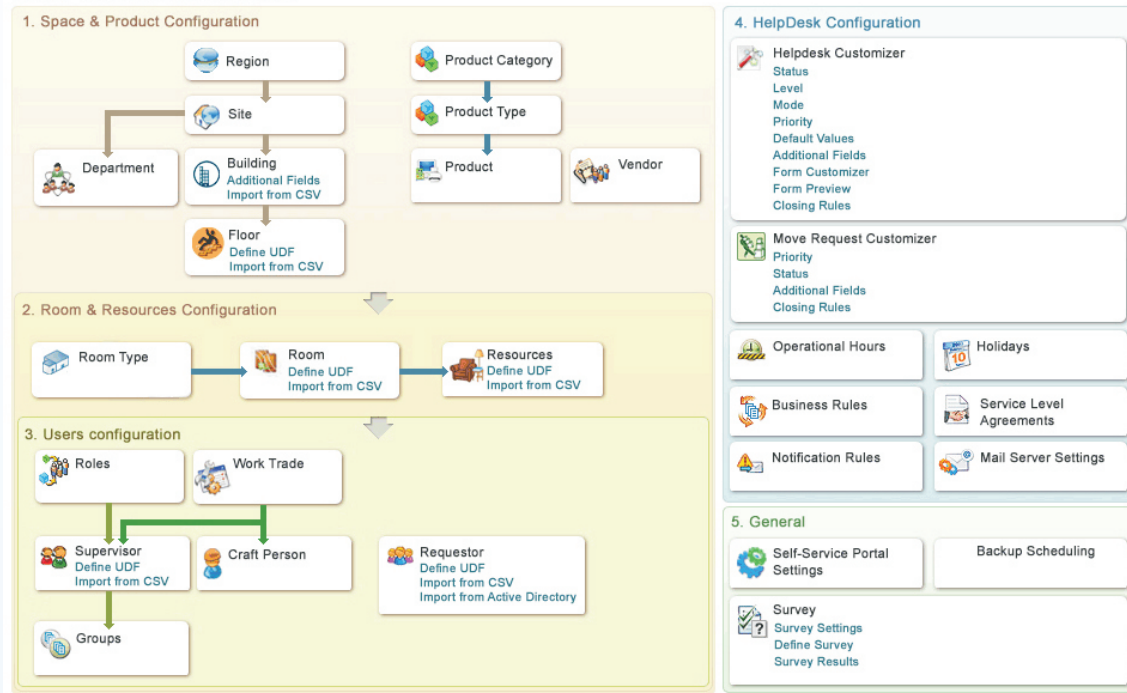 1. Space & Product Configuration
Region
Site
Department
Building
Additional Fields
Import from CSV
Floor
Define UDF
Import from CSV
Product Category
Product Type
Product
Vendor
2. Room & Resources Configuration
Room Type
Room
Define UDF
Import from CSV
Resources
Define UDF
Import from CSV
3. Users configuration
Roles
Work Trade
Supervisor
Define UDF
Import from CSV
Craft Person
Requestor
Define UDF
Import from CSV
Import from Active Directory
Groups
4. HelpDesk Configuration
Helpdesk Customizer
Status
Level
Mode
Priority
Default Values
Additional Fields
Form Customizer
Form Preview
Closing Rules
Move Request Customizer
Priority
Status
Additional Fields
Closing Rules
Operational Hours
10
Holidays
Business Rules
Service Level
Agreements
Notification Rules
Mail Server Settings
5. General
Self-Service Portal
Settings
Backup Scheduling
Survey
Survey Settings
Define Survey
Survey Results